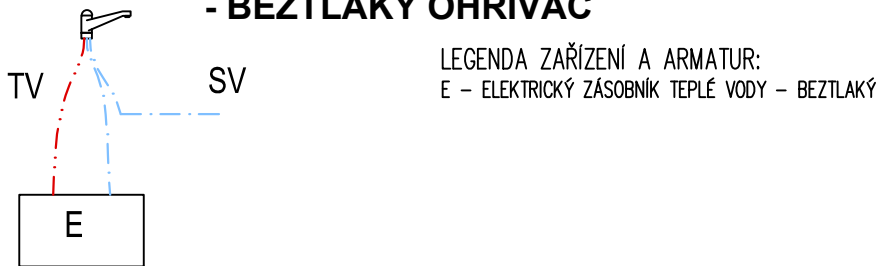 - BEZTLAKÝ OHŘÍVAČ
LEGENDA ZAŘÍZENÍ A ARMATUR:
E – ELEKTRICKÝ ZÁSOBNÍK TEPLÉ VODY – BEZTLAKÝ
TV
SV
E